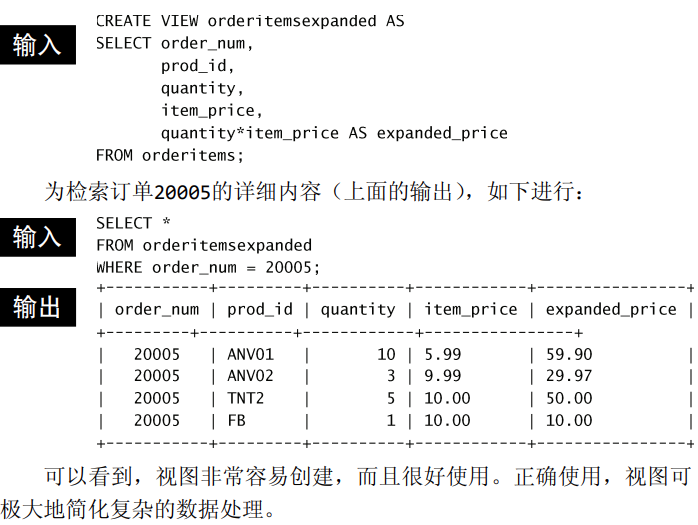 输入
CREATE VIEW orderitemsexpanded AS
SELECT order_num,
       prod_id,
       quantity,
       item_price,
       quantity*item_price AS expanded_price
FROM orderitems;
为检索订单20005的详细内容（上面的输出），如下进行：
输入
SELECT *
FROM orderitemsexpanded
WHERE order_num = 20005;
输出
+-----------+---------+----------+------------+----------------+
| order_num | prod_id | quantity | item_price | expanded_price |
+---------+----------+------------+----------------+
|   20005   | ANV01   |       10 | 5.99       | 59.90          |
|   20005   | ANV02   |        3 | 9.99       | 29.97          |
|   20005   | TNT2    |        5 | 10.00      | 50.00          |
|   20005   | FB      |        1 | 10.00      | 10.00          |
+-----------+---------+----------+------------+----------------+
可以看到，视图非常容易创建，而且很好使用。正确使用，视图可
极大地简化复杂的数据处理。